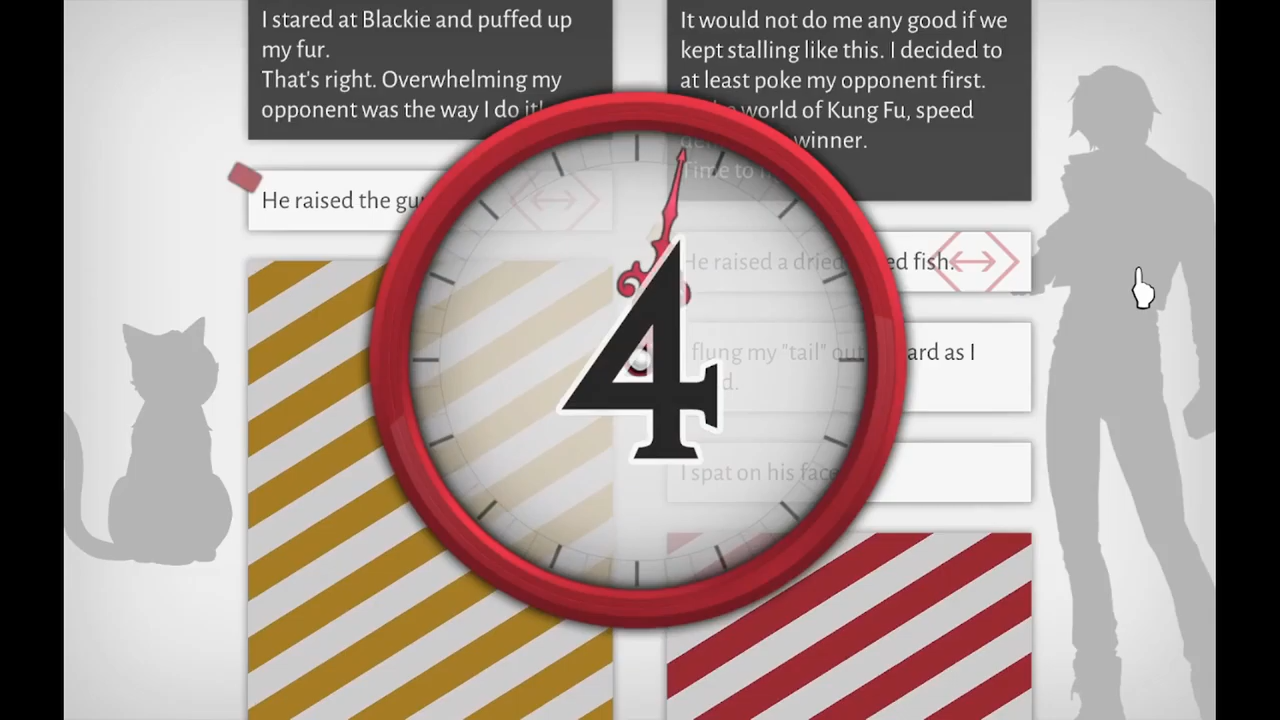 I stared at Blackie and puffed up
my fur.
That's right. Overwhelming my
opponent was the way I do it!
He raised the gu
It would not do me any good if we
kept stalling like this. I decided to
at least poke my opponent first.
world of Kung Fu, speed
winner.
Time to
He raised a dried fish.
flung my "tail" out ard as I
I spat on his face
4